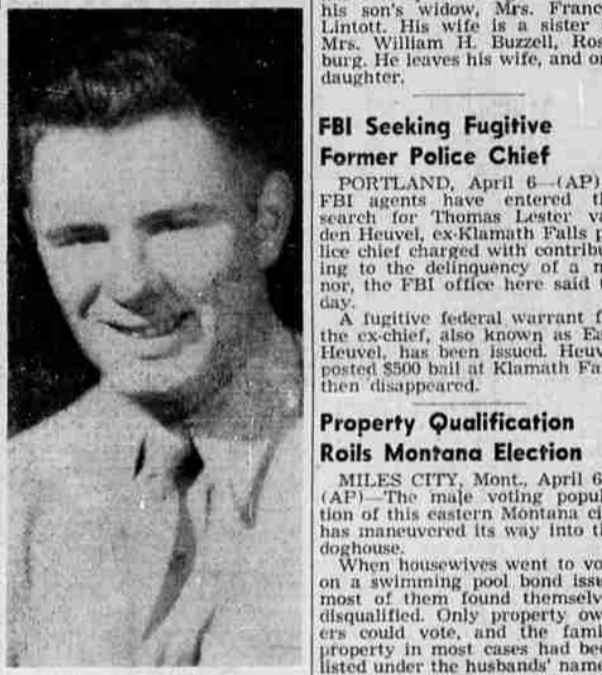 his son's widow, Mrs. Franc
Lintott. His wife is a sister
Mrs. William H. Buzzell, Ros
burg. He leaves his wife, and on
daughter.
FBI Seeking Fugitive
Former Police Chief
PORTLAND, April 6—(AP)
FBI agents have entered th
search for Thomas Lester va
den Heuvel, ex-Klamath Falls p
lice chief charged with contribu
ing to the delinquency of a m
nor, the FBI office here said t
day.
A fugitive federal warrant f
the ex-chief, also known as Ea
Heuvel, has been issued. Heuv
posted $500 bail at Klamath Fa
then disappeared.
Property Qualification
Roils Montana Election
MILES CITY, Mont., April 6
(AP)—The male voting popul
tion of this eastern Montana ci
has maneuvered its way into th
doghouse.
When housewives went to vo
on a swimming pool bond issu
most of them found themselv
disqualified. Only property ow
ers could vote, and the fami
property in most cases had bee
listed under the husbands' name